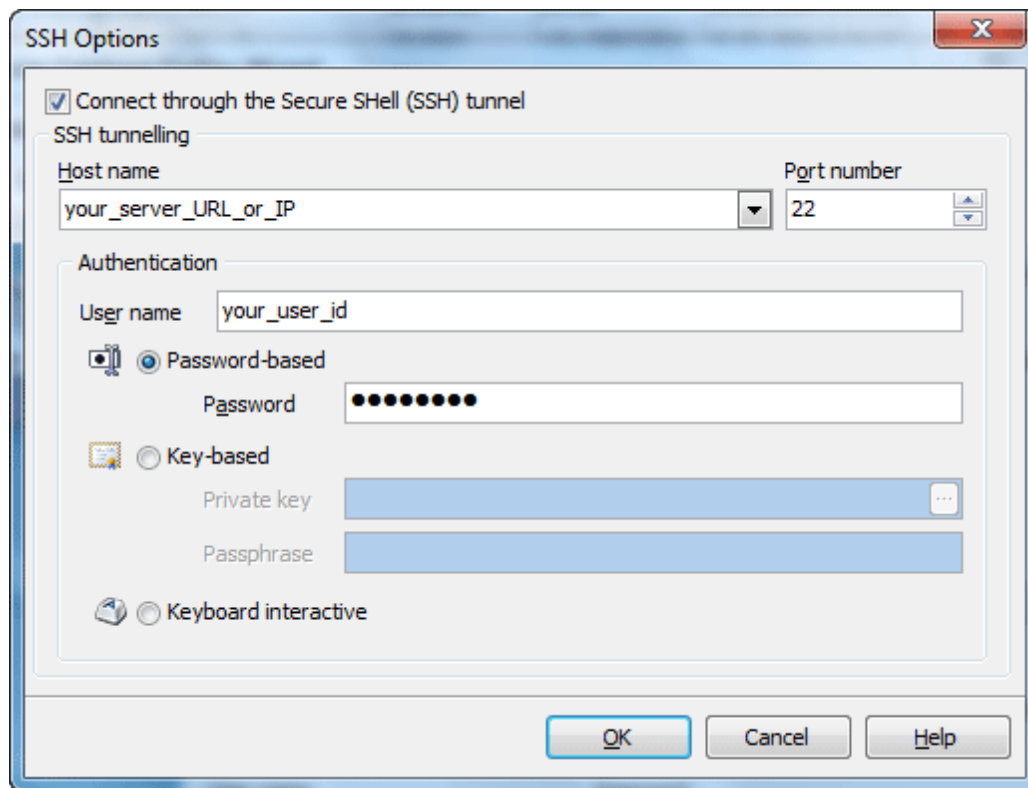 SSH Options
Connect through the Secure SHell (SSH) tunnel
SSH tunnelling
Host name Port number
your_server_URL_or_IP 22
Authentication
User name your_user_id
Password-based
Password ●●●●●●●●
Key-based
Private key ...
Passphrase
Keyboard interactive
OK Cancel Help